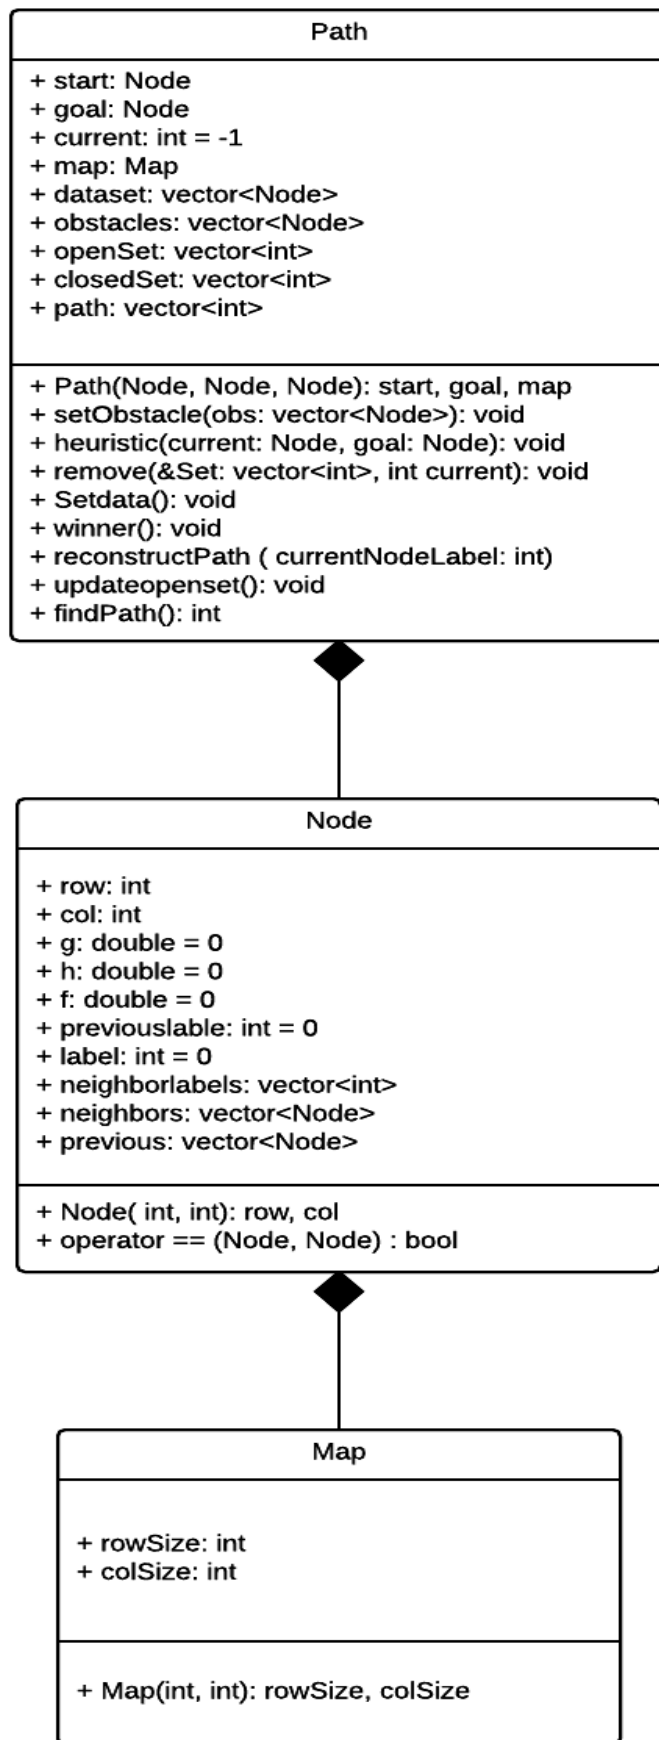 Path
+ start: Node
+ goal: Node
+ current: int = -1
+ map: Map
+ dataset: vector<Node>
+ obstacles: vector<Node>
+ openSet: vector<int>
+ closedSet: vector<int>
+ path: vector<int>
+ Path(Node, Node, Node): start, goal, map
+ setObstacle(obs: vector<Node>): void
+ heuristic(current: Node, goal: Node): void
+ remove(&Set: vector<int>, int current): void
+ Setdata(): void
+ winner(): void
+ reconstructPath ( currentNodeLabel: int)
+ updateopenset(): void
+ findPath(): int
Node
+ row: int
+ col: int
+ g: double = 0
+ h: double = 0
+ f: double = 0
+ previouslable: int = 0
+ label: int = 0
+ neighborlabels: vector<int>
+ neighbors: vector<Node>
+ previous: vector<Node>
+ Node( int, int): row, col
+ operator == (Node, Node) : bool
Map
+ rowSize: int
+ colSize: int
+ Map(int, int): rowSize, colSize